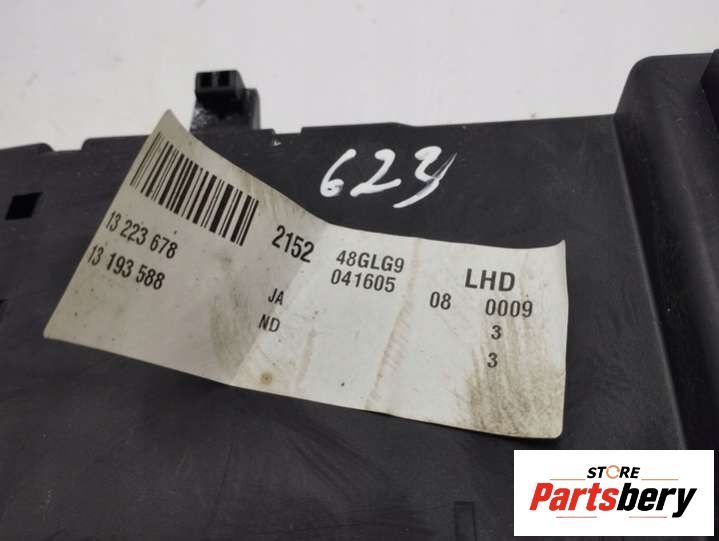 623
13 223 678
13 193 588
2152
JA
ND
48GLG9
041605
08
LHD
0009
3
3
STORE
Partsbery